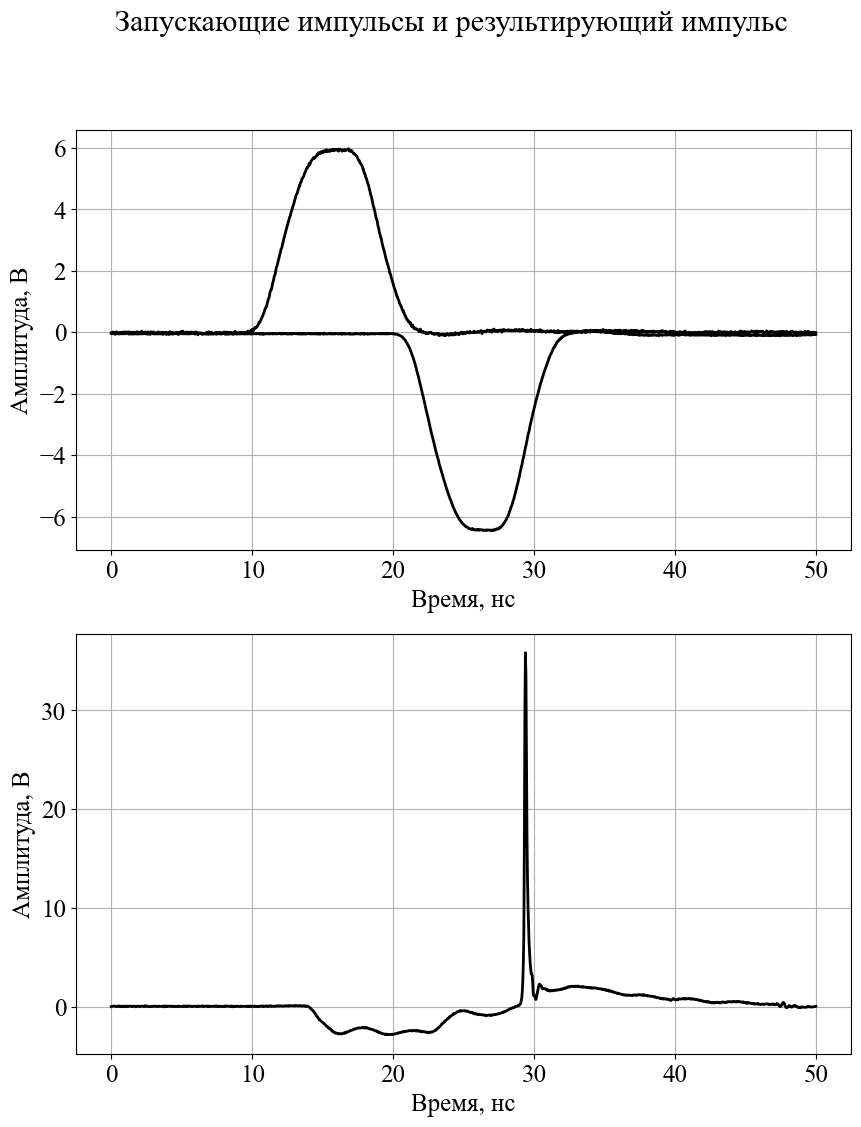 Запускающие импульсы и результирующий импульс
Амплитуда, В
6
4
2
0
−2
−4
−6
0 10 20 30 40 50
Время, нс
Амплитуда, В
30
20
10
0
0 10 20 30 40 50
Время, нс